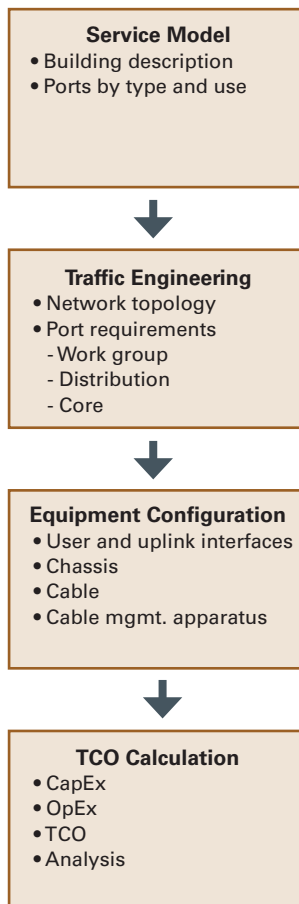 Service Model
• Building description
• Ports by type and use
Traffic Engineering
• Network topology
• Port requirements
- Work group
- Distribution
- Core
Equipment Configuration
• User and uplink interfaces
• Chassis
• Cable
• Cable mgmt. apparatus
TCO Calculation
• CapEx
• OpEx
• TCO
• Analysis